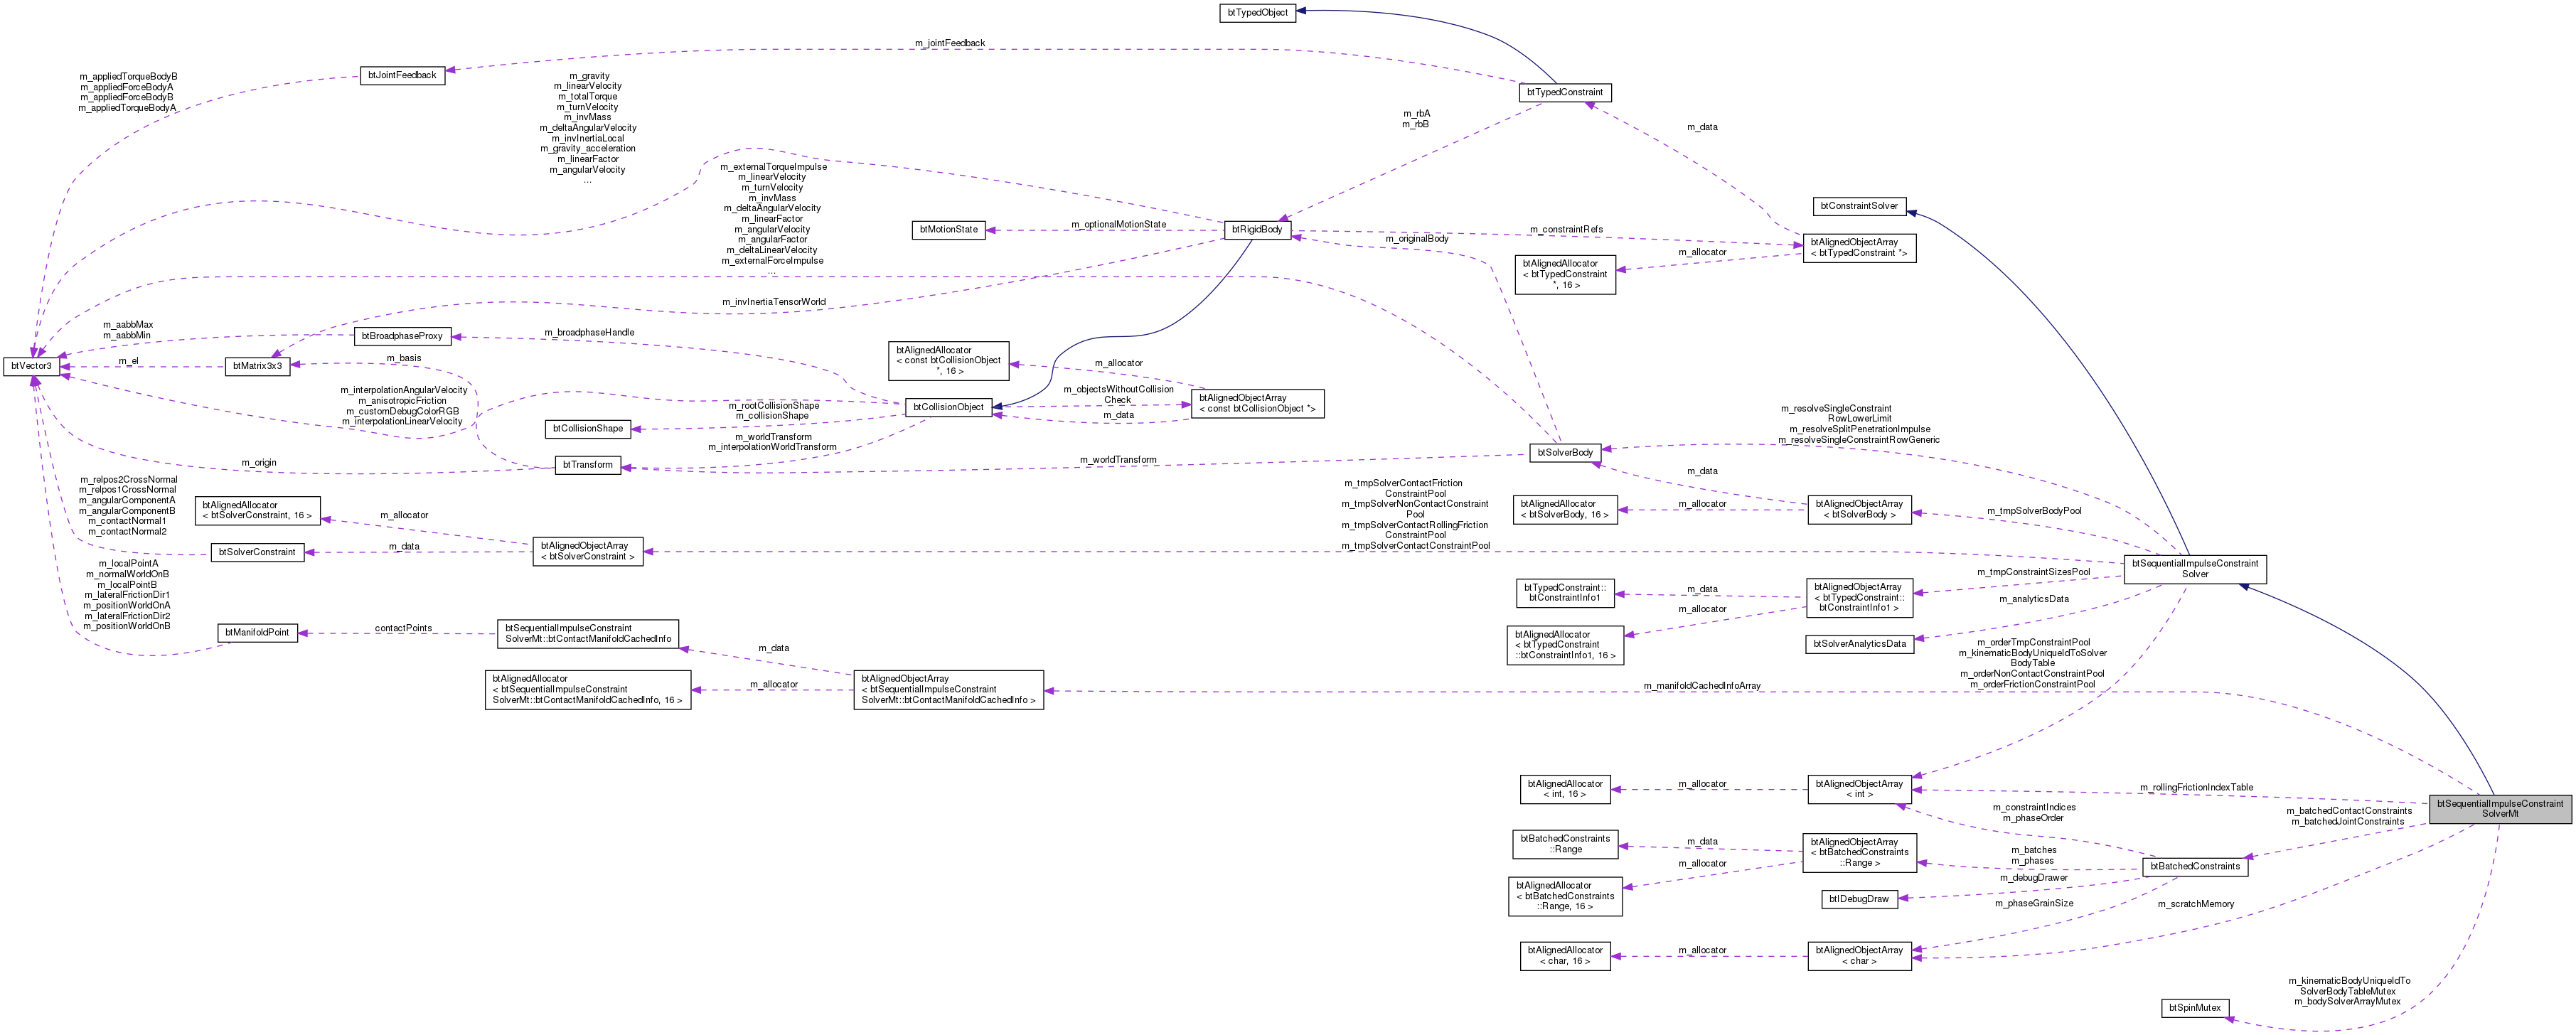 btTypedObject
m_jointFeedback
btJointFeedback
m_appliedTorqueBodyB
m_appliedForceBodyA
m_appliedForceBodyB
m_appliedTorqueBodyA
m_gravity
m_linearVelocity
m_totalTorque
m_turnVelocity
m_invMass
m_deltaAngularVelocity
m_invInertiaLocal
m_gravity_acceleration
m_linearFactor
m_angularVelocity
...
btTypedConstraint
m_rbA
m_rbB
m_data
m_externalTorqueImpulse
m_linearVelocity
m_turnVelocity
m_invMass
m_deltaAngularVelocity
m_linearFactor
m_angularVelocity
m_angularFactor
m_deltaLinearVelocity
m_externalForceImpulse
...
btConstraintSolver
btMotionState
m_optionalMotionState
btRigidBody
m_originalBody
m_constraintRefs
btAlignedObjectArray
< btTypedConstraint *>
m_allocator
btAlignedAllocator
< btTypedConstraint
*, 16 >
m_invInertiaTensorWorld
m_aabbMax
m_aabbMin
btBroadphaseProxy
m_broadphaseHandle
btVector3
m_el
btMatrix3x3
m_basis
btAlignedAllocator
< const btCollisionObject
*, 16 >
m_allocator
m_objectsWithoutCollision
Check
m_data
btAlignedObjectArray
< const btCollisionObject *>
m_interpolationAngularVelocity
m_anisotropicFriction
m_customDebugColorRGB
m_interpolationLinearVelocity
btCollisionObject
m_rootCollisionShape
m_collisionShape
btCollisionShape
m_worldTransform
m_interpolationWorldTransform
m_resolveSingleConstraint
RowLowerLimit
m_resolveSplitPenetrationImpulse
m_resolveSingleConstraintRowGeneric
btSolverBody
m_origin
btTransform
m_worldTransform
m_data
m_relpos2CrossNormal
m_relpos1CrossNormal
m_angularComponentA
m_angularComponentB
m_contactNormal1
m_contactNormal2
btAlignedAllocator
< btSolverConstraint, 16 >
m_allocator
m_tmpSolverContactFriction
ConstraintPool
m_tmpSolverNonContactConstraint
Pool
m_tmpSolverContactRollingFriction
ConstraintPool
m_tmpSolverContactConstraintPool
btAlignedAllocator
< btSolverBody, 16 >
m_allocator
btAlignedObjectArray
< btSolverBody >
m_tmpSolverBodyPool
btSolverConstraint
m_data
btAlignedObjectArray
< btSolverConstraint >
btSequentialImpulseConstraint
Solver
m_localPointA
m_normalWorldOnB
m_localPointB
m_lateralFrictionDir1
m_positionWorldOnA
m_lateralFrictionDir2
m_positionWorldOnB
btTypedConstraint::
btConstraintInfo1
m_data
m_allocator
btAlignedObjectArray
< btTypedConstraint::
btConstraintInfo1 >
m_tmpConstraintSizesPool
m_analyticsData
btManifoldPoint
contactPoints
btSequentialImpulseConstraint
SolverMt::btContactManifoldCachedInfo
btAlignedAllocator
< btTypedConstraint
::btConstraintInfo1, 16 >
btSolverAnalyticsData
m_orderTmpConstraintPool
m_kinematicBodyUniqueIdToSolver
BodyTable
m_orderNonContactConstraintPool
m_orderFrictionConstraintPool
m_data
btAlignedAllocator
< btSequentialImpulseConstraint
SolverMt::btContactManifoldCachedInfo, 16 >
m_allocator
btAlignedObjectArray
< btSequentialImpulseConstraint
SolverMt::btContactManifoldCachedInfo >
m_manifoldCachedInfoArray
btAlignedAllocator
< int, 16 >
m_allocator
btAlignedObjectArray
< int >
m_rollingFrictionIndexTable
m_constraintIndices
m_phaseOrder
m_batchedContactConstraints
m_batchedJointConstraints
btSequentialImpulseConstraint
SolverMt
btBatchedConstraints
::Range
m_data
m_allocator
btAlignedObjectArray
< btBatchedConstraints
::Range >
m_batches
m_phases
btBatchedConstraints
btAlignedAllocator
< btBatchedConstraints
::Range, 16 >
m_debugDrawer
btIDebugDraw
m_phaseGrainSize
m_scratchMemory
btAlignedAllocator
< char, 16 >
m_allocator
btAlignedObjectArray
< char >
m_kinematicBodyUniqueIdTo
SolverBodyTableMutex
m_bodySolverArrayMutex
btSpinMutex